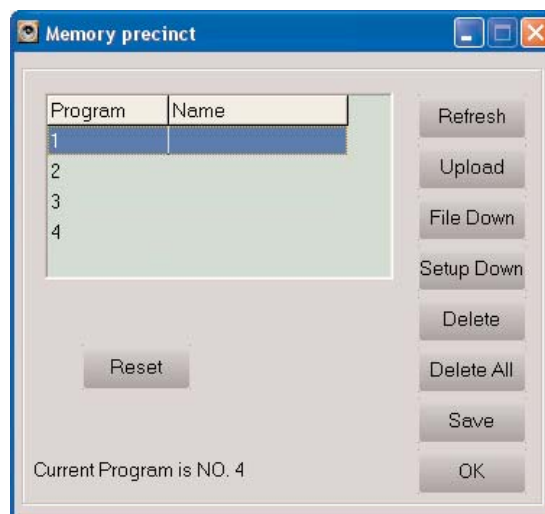 Memory precinct
Program Name
1
2
3
4
Refresh
Upload
File Down
Setup Down
Delete
Delete All
Save
OK
Reset
Current Program is NO. 4